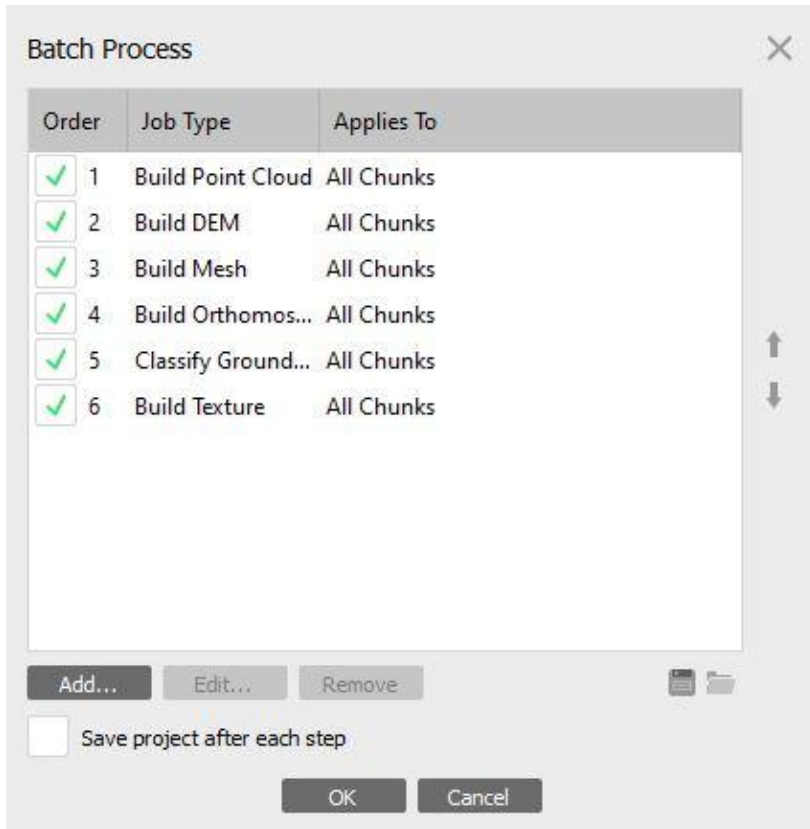 Batch Process
Order Job Type Applies To
1 Build Point Cloud All Chunks
2 Build DEM All Chunks
3 Build Mesh All Chunks
4 Build Orthomos... All Chunks
5 Classify Ground... All Chunks
6 Build Texture All Chunks
Add... Edit... Remove
Save project after each step
OK Cancel